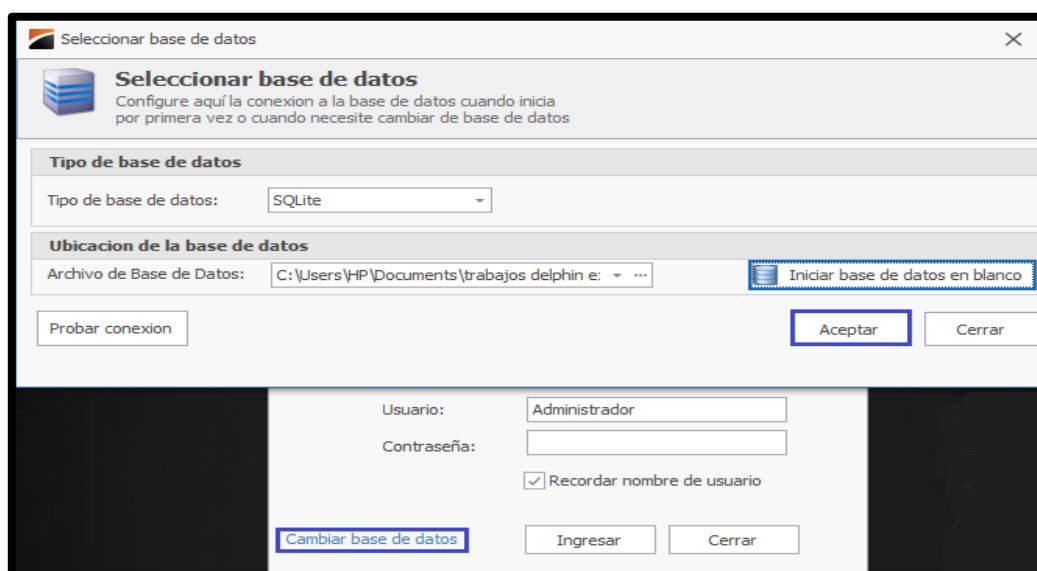 Seleccionar base de datos
Seleccionar base de datos
Configure aquí la conexion a la base de datos cuando inicia
por primera vez o cuando necesite cambiar de base de datos
Tipo de base de datos
Tipo de base de datos: SQLite
Ubicacion de la base de datos
Archivo de Base de Datos: C:\Users\HP\Documents\trabajos delphin e: ... Iniciar base de datos en blanco
Probar conexion Aceptar Cerrar
Usuario: Administrador
Contraseña:
Recordar nombre de usuario
Cambiar base de datos Ingresar Cerrar